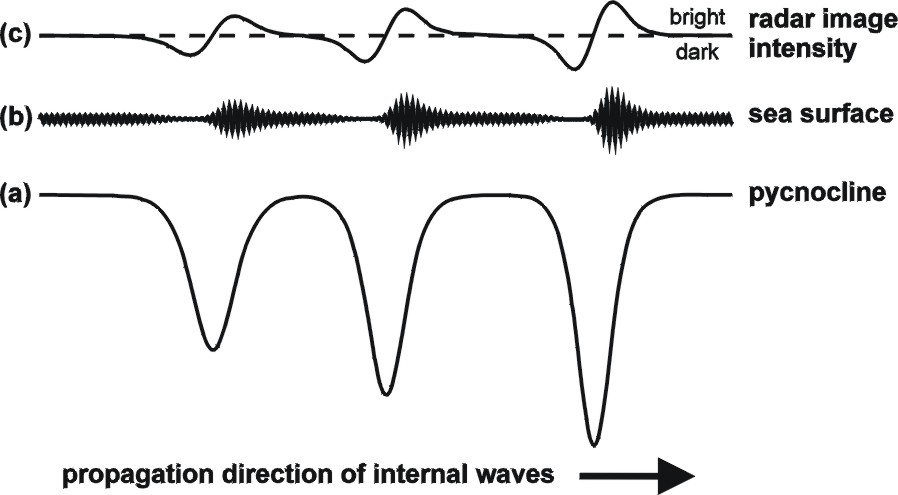 (c)
bright
dark
radar image
intensity
(b)
sea surface
(a)
pycnocline
propagation direction of internal waves